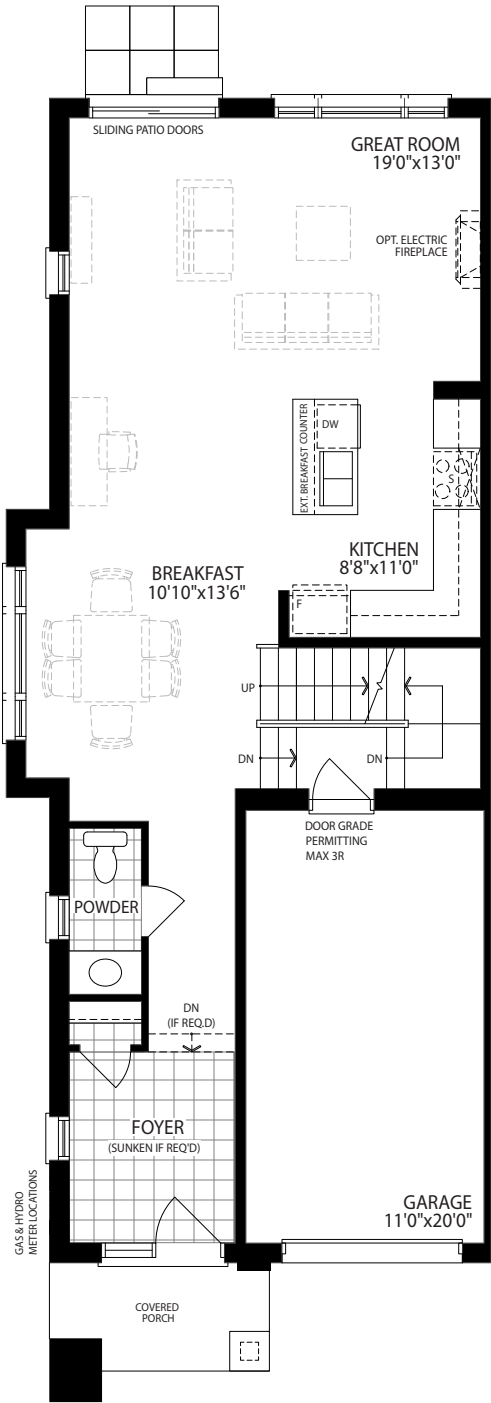 SLIDING PATIO DOORS
GREAT ROOM
19'0"x13'0"
OPT. ELECTRIC
FIREPLACE
EXT. BREAKFAST COUNTER
DW
S
KITCHEN
8'8"x11'0"
BREAKFAST
10'10"x13'6"
F
UP
DN
DN
DOOR GRADE
PERMITTING
MAX 3R
POWDER
DN
(IF REQ.D)
FOYER
(SUNKEN IF REQ'D)
GAS & HYDRO
METER LOCATIONS
GARAGE
11'0"x20'0"
COVERED
PORCH